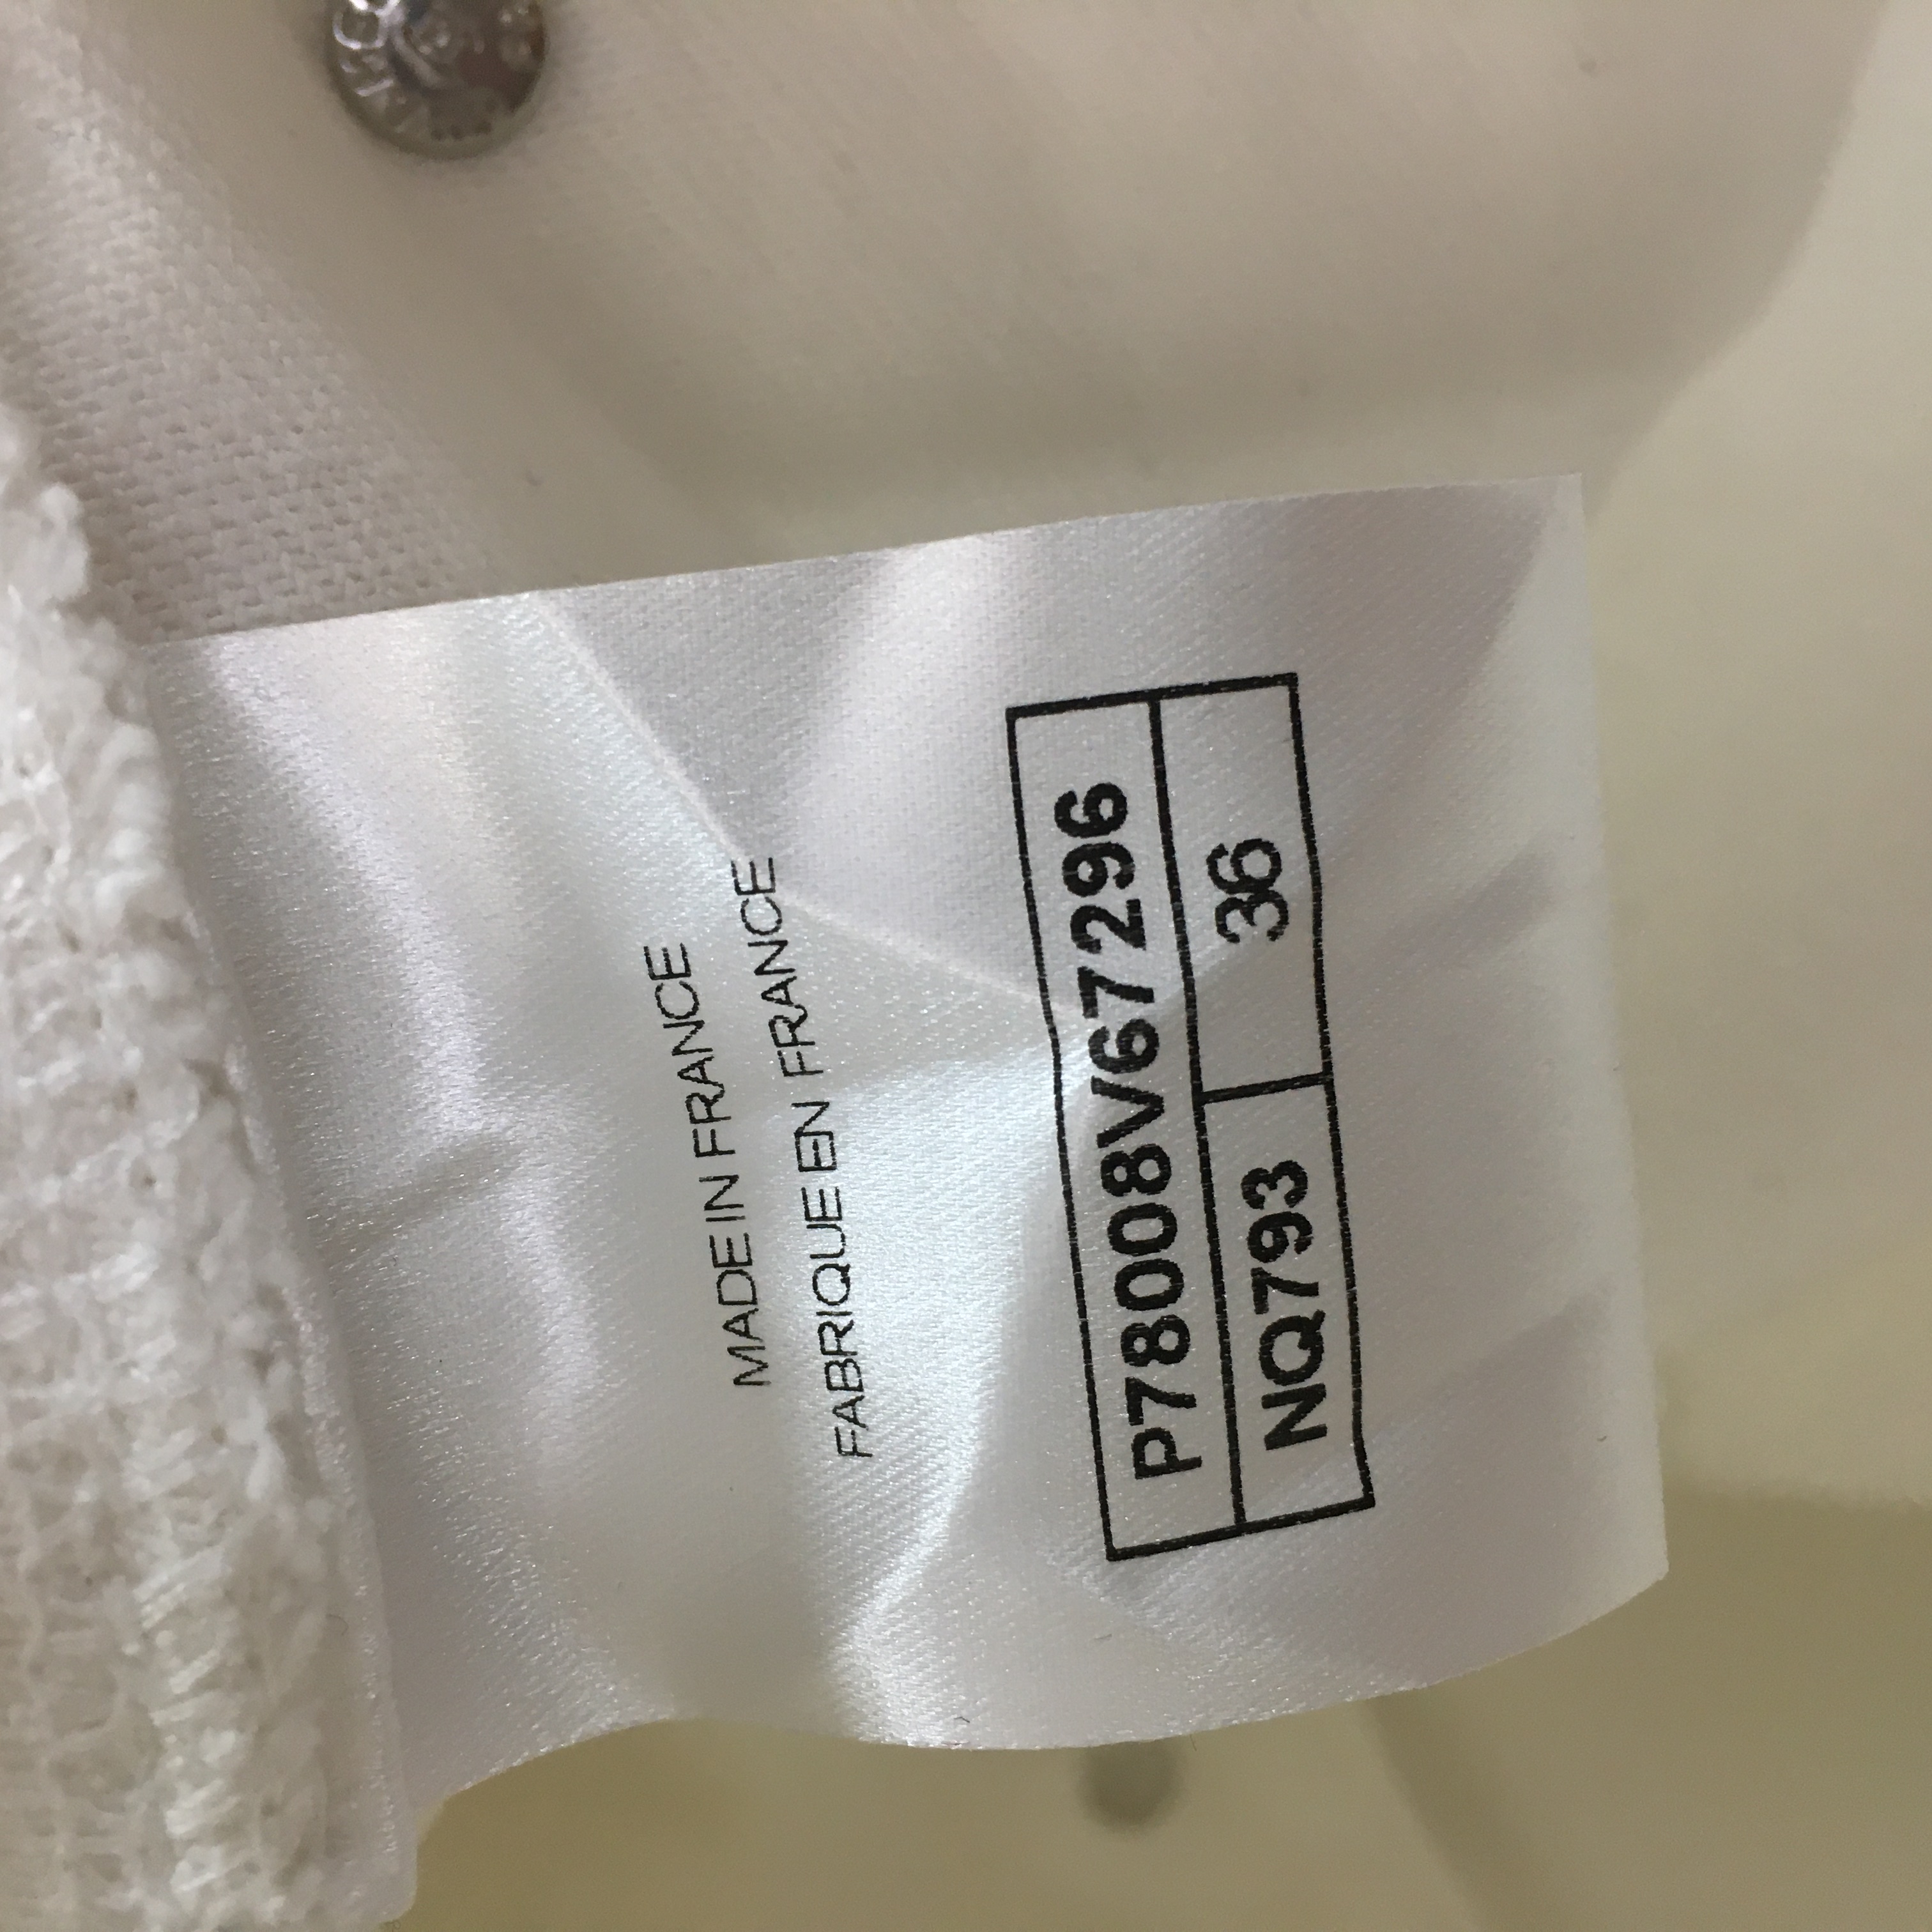 MADE IN FRANCE
FABRIQUE EN FRANCE
P78008V67296
NQ793 36